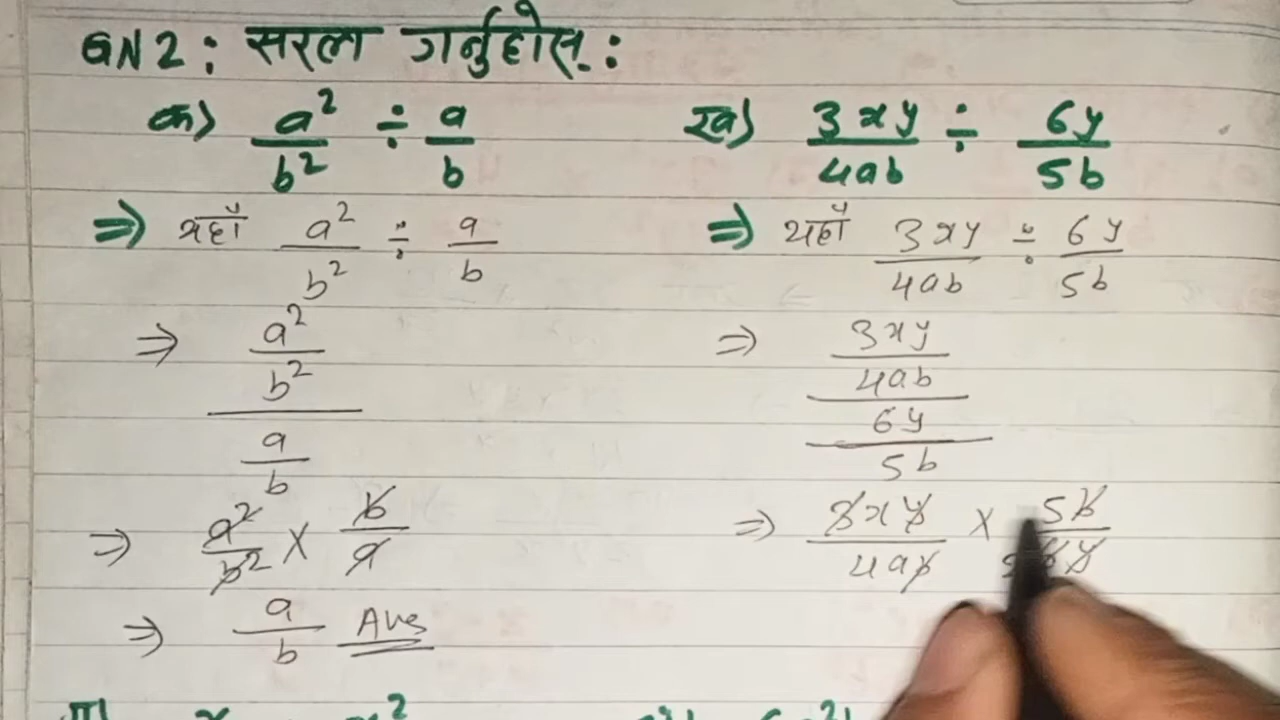 GN 2 : सरल गर्नुहोस् :
क) a²/b² ÷ a/b
⇒ यहाँ a²/b² ÷ a/b
⇒ a²/b² / a/b
⇒ a²/b² × b/a
⇒ a/b Ans
ख) 3xy/4ab ÷ 6y/5b
⇒ यहाँ 3xy/4ab ÷ 6y/5b
⇒ 3xy/4ab / 6y/5b
⇒ 3xy/4ab × 5b/6y